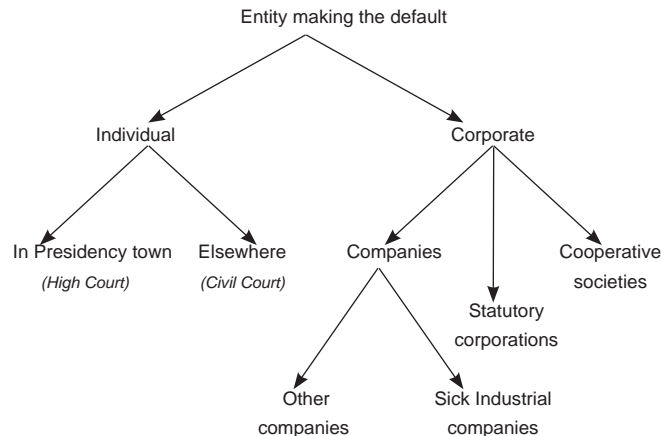 Entity making the default
Individual
Corporate
In Presidency town
(High Court)
Elsewhere
(Civil Court)
Companies
Statutory
corporations
Cooperative
societies
Other
companies
Sick Industrial
companies